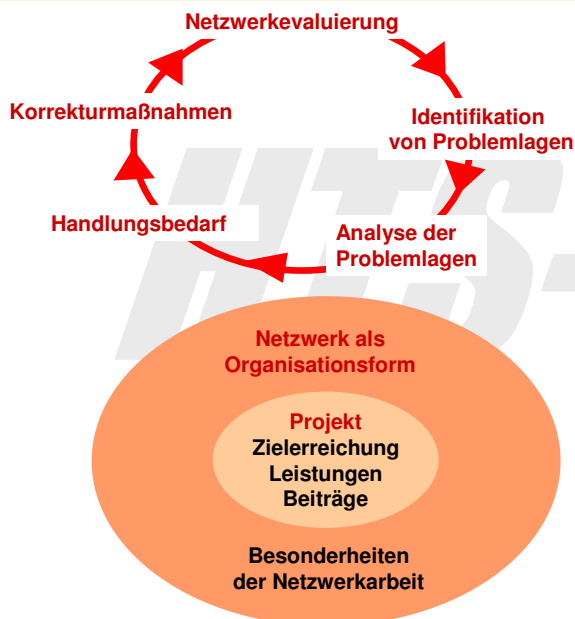 Netzwerkevaluierung
Korrekturmaßnahmen
Identifikation
von Problemlagen
Handlungsbedarf
Analyse der
Problemlagen
HTS-
Netzwerk als
Organisationsform
Projekt
Zielerreichung
Leistungen
Beiträge
Besonderheiten
der Netzwerkarbeit